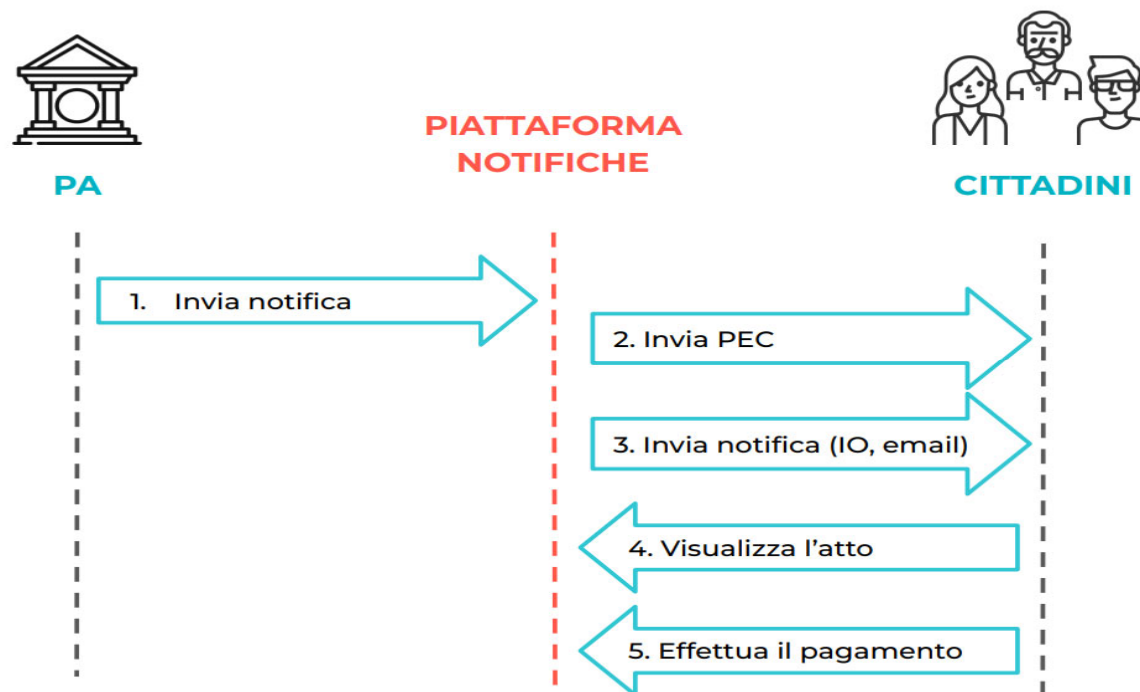 PIATTAFORMA
NOTIFICHE
PA
CITTADINI
1. Invia notifica
2. Invia PEC
3. Invia notifica (IO, email)
4. Visualizza l'atto
5. Effettua il pagamento